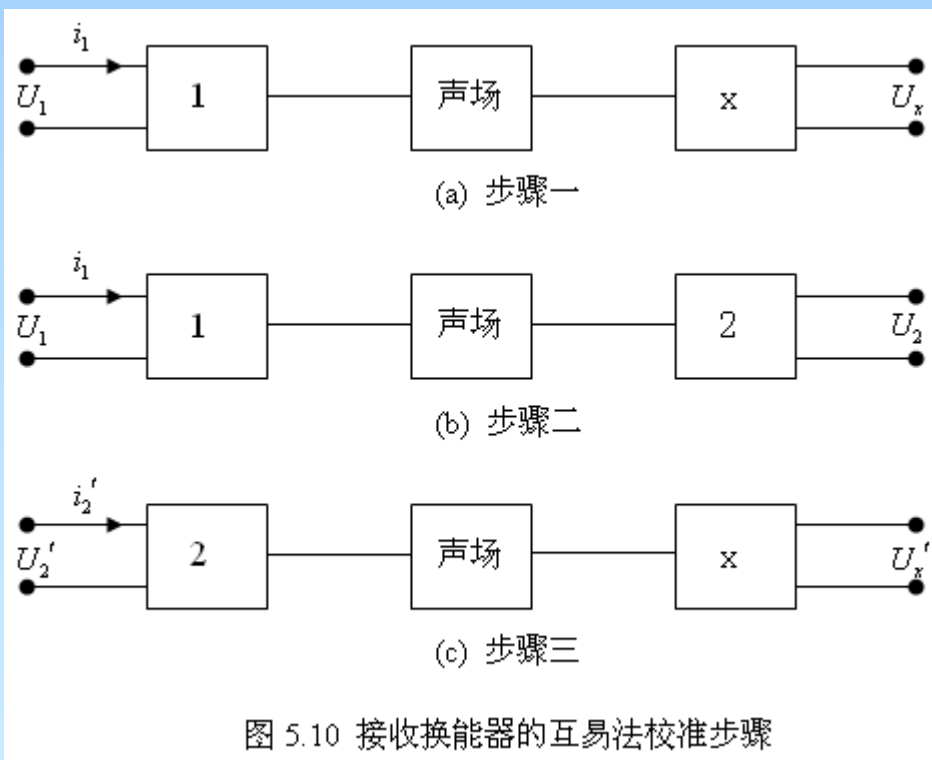 i₁
U₁ 1 声场 x Uₓ
(a) 步骤一
i₁
U₁ 1 声场 2 U₂
(b) 步骤二
i₂′
U₂′ 2 声场 x Uₓ′
(c) 步骤三
图 5.10 接收换能器的互易法校准步骤